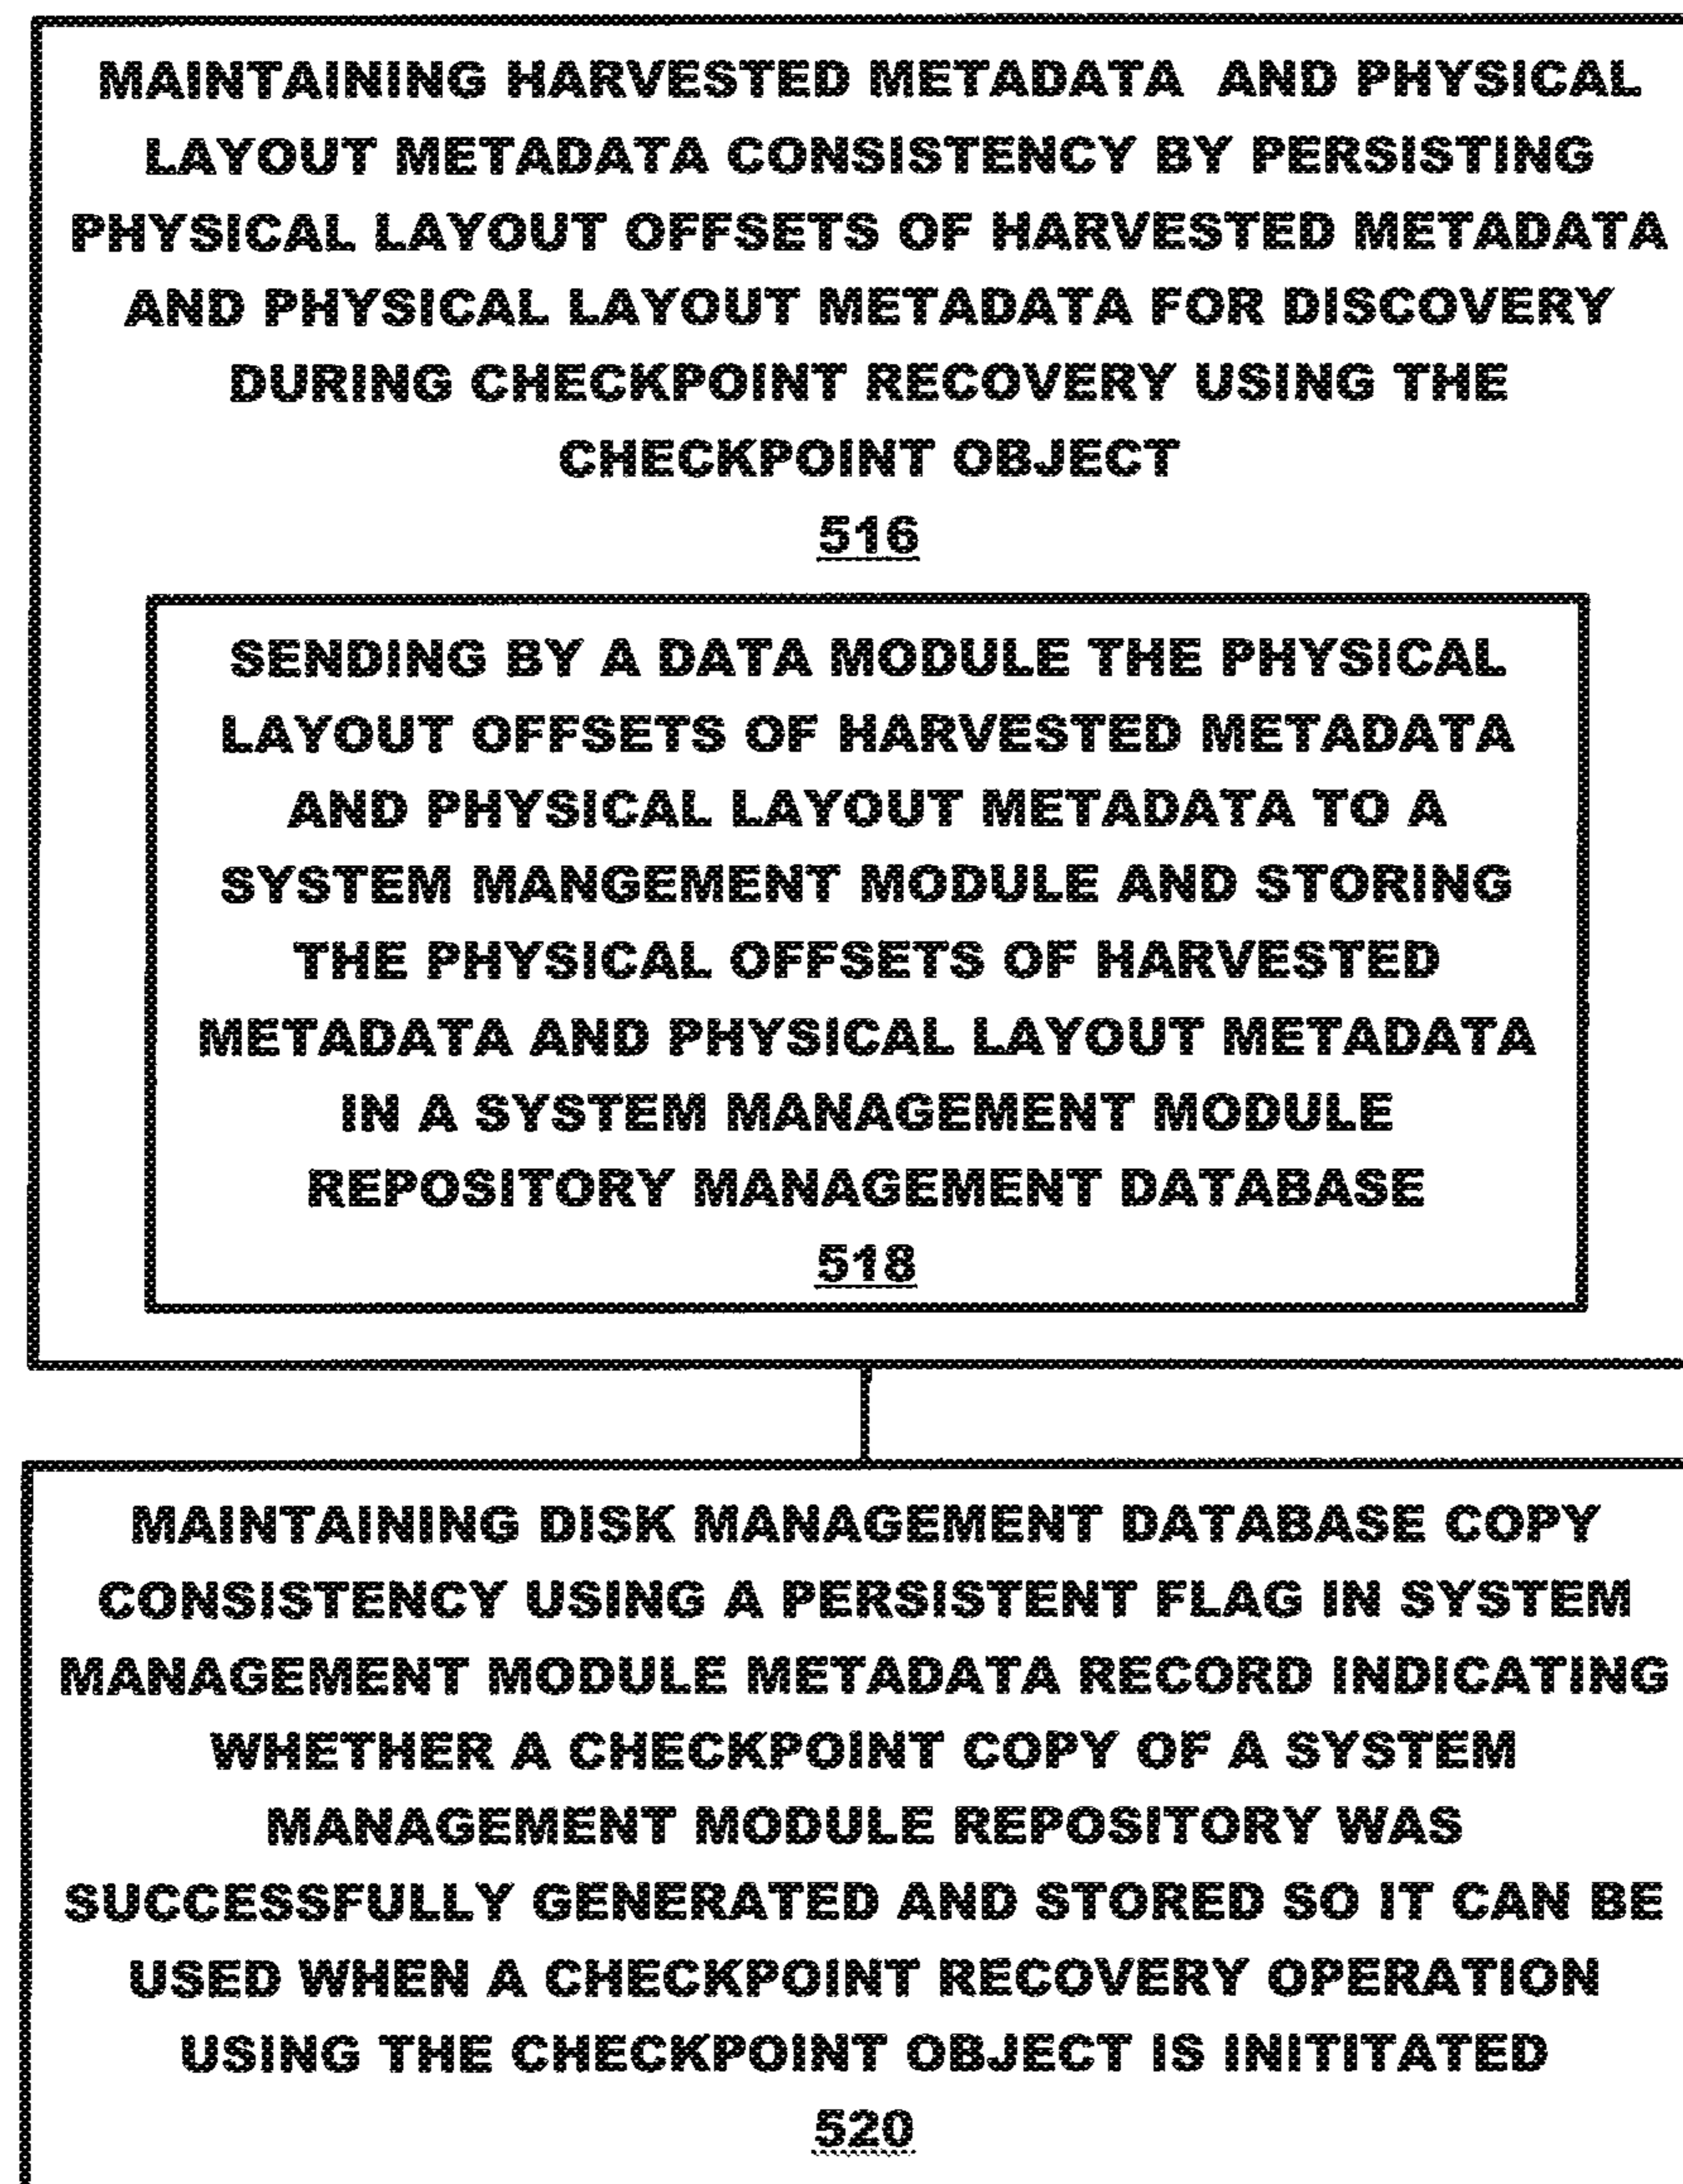 MAINTAINING HARVESTED METADATA AND PHYSICAL
LAYOUT METADATA CONSISTENCY BY PERSISTING
PHYSICAL LAYOUT OFFSETS OF HARVESTED METADATA
AND PHYSICAL LAYOUT METADATA FOR DISCOVERY
DURING CHECKPOINT RECOVERY USING THE
CHECKPOINT OBJECT
516
SENDING BY A DATA MODULE THE PHYSICAL
LAYOUT OFFSETS OF HARVESTED METADATA
AND PHYSICAL LAYOUT METADATA TO A
SYSTEM MANGEMENT MODULE AND STORING
THE PHYSICAL OFFSETS OF HARVESTED
METADATA AND PHYSICAL LAYOUT METADATA
IN A SYSTEM MANAGEMENT MODULE
REPOSITORY MANAGEMENT DATABASE
518
MAINTAINING DISK MANAGEMENT DATABASE COPY
CONSISTENCY USING A PERSISTENT FLAG IN SYSTEM
MANAGEMENT MODULE METADATA RECORD INDICATING
WHETHER A CHECKPOINT COPY OF A SYSTEM
MANAGEMENT MODULE REPOSITORY WAS
SUCCESSFULLY GENERATED AND STORED SO IT CAN BE
USED WHEN A CHECKPOINT RECOVERY OPERATION
USING THE CHECKPOINT OBJECT IS INITITATED
520